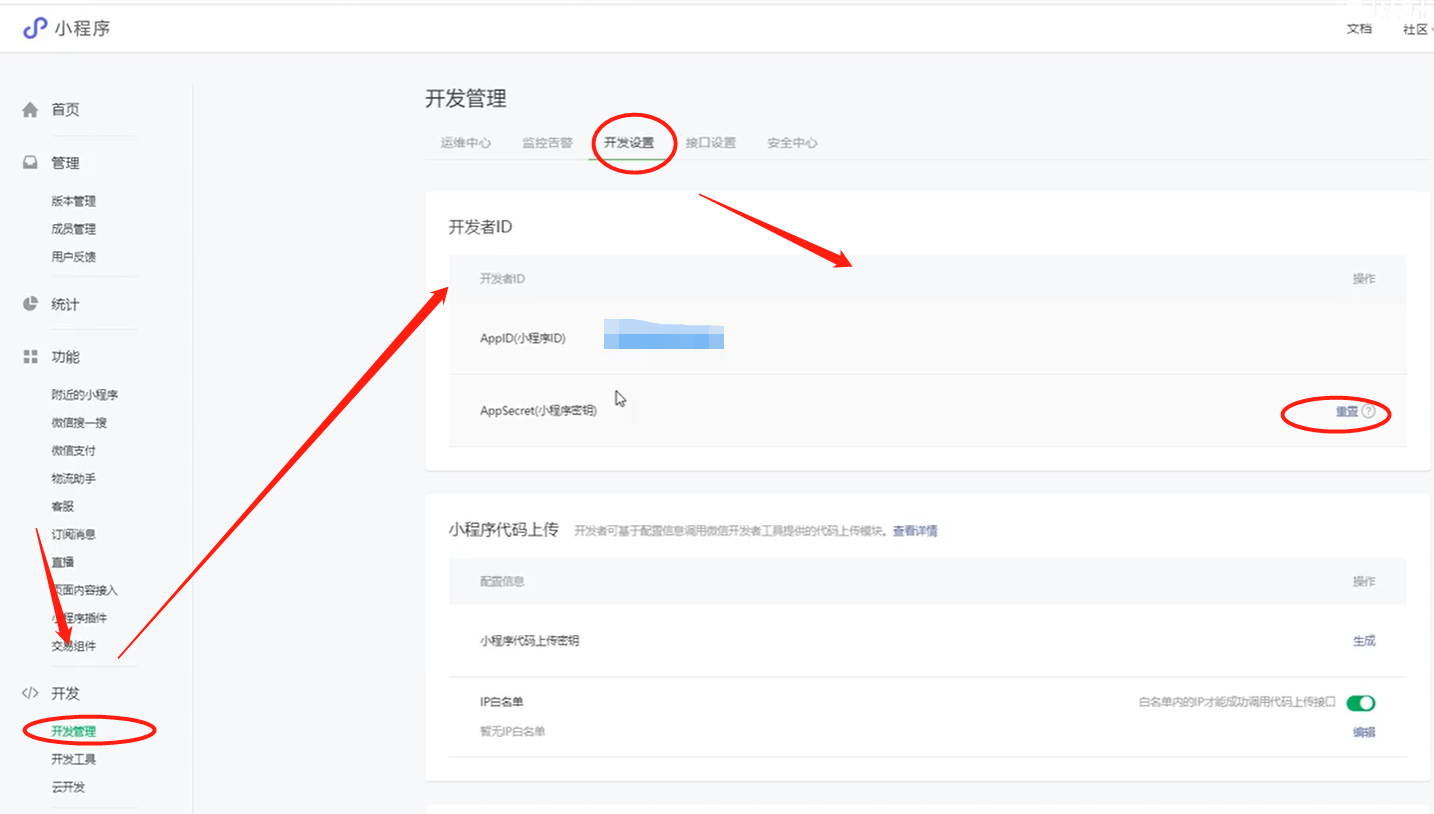 小程序
文档
社区
首页
管理
版本管理
成员管理
用户反馈
统计
功能
附近的小程序
微信搜一搜
微信支付
物流助手
客服
订阅消息
直播
页面内容接入
小程序插件
交易组件
开发
开发管理
开发工具
云开发
开发管理
运维中心 监控告警 开发设置 接口设置 安全中心
开发者ID
开发者ID 操作
AppID(小程序ID)
AppSecret(小程序密钥) 重置 ?
小程序代码上传 开发者可基于配置信息调用微信开发者工具提供的代码上传模块。查看详情
配置信息 操作
小程序代码上传密钥 生成
IP白名单 白名单内的IP才能成功调用代码上传接口
暂无IP白名单 编辑